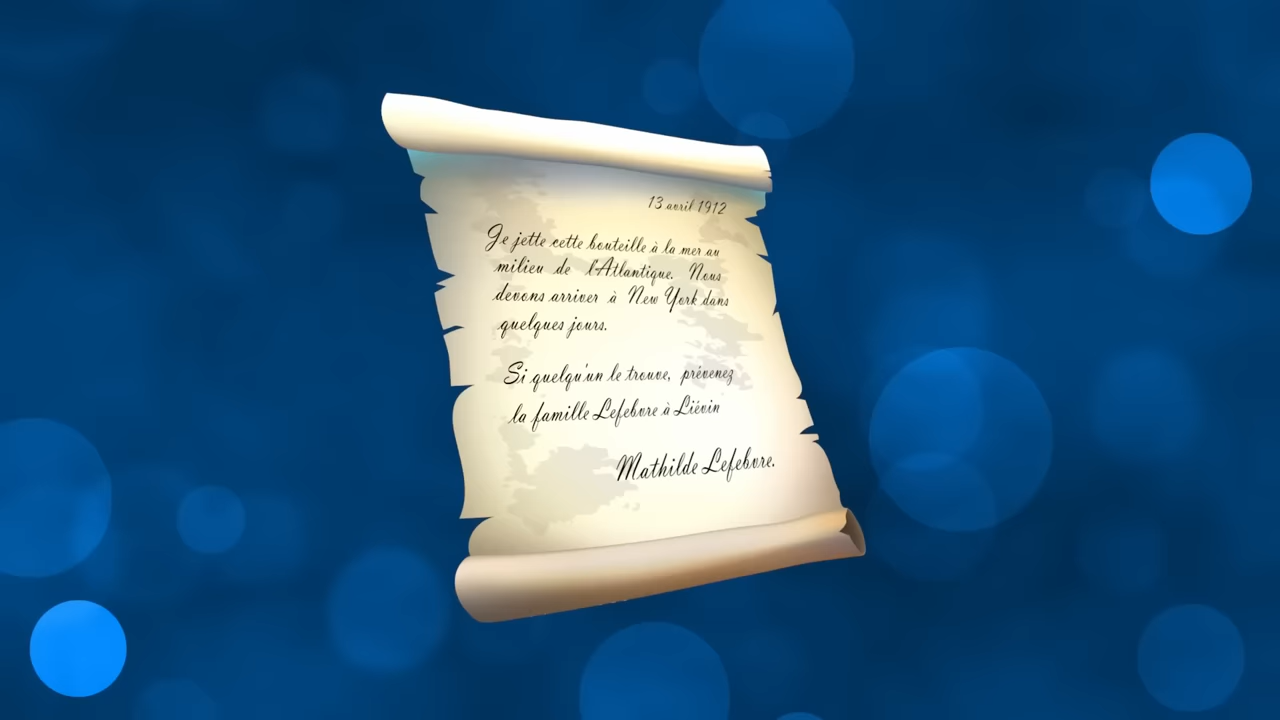 13 avril 1912
Je jette cette bouteille à la mer au
milieu de l'Atlantique. Nous
devons arriver à New York dans
quelques jours.
Si quelqu'un le trouve, prévenez
la famille Lefebvre à Liévin
Mathilde Lefebvre.